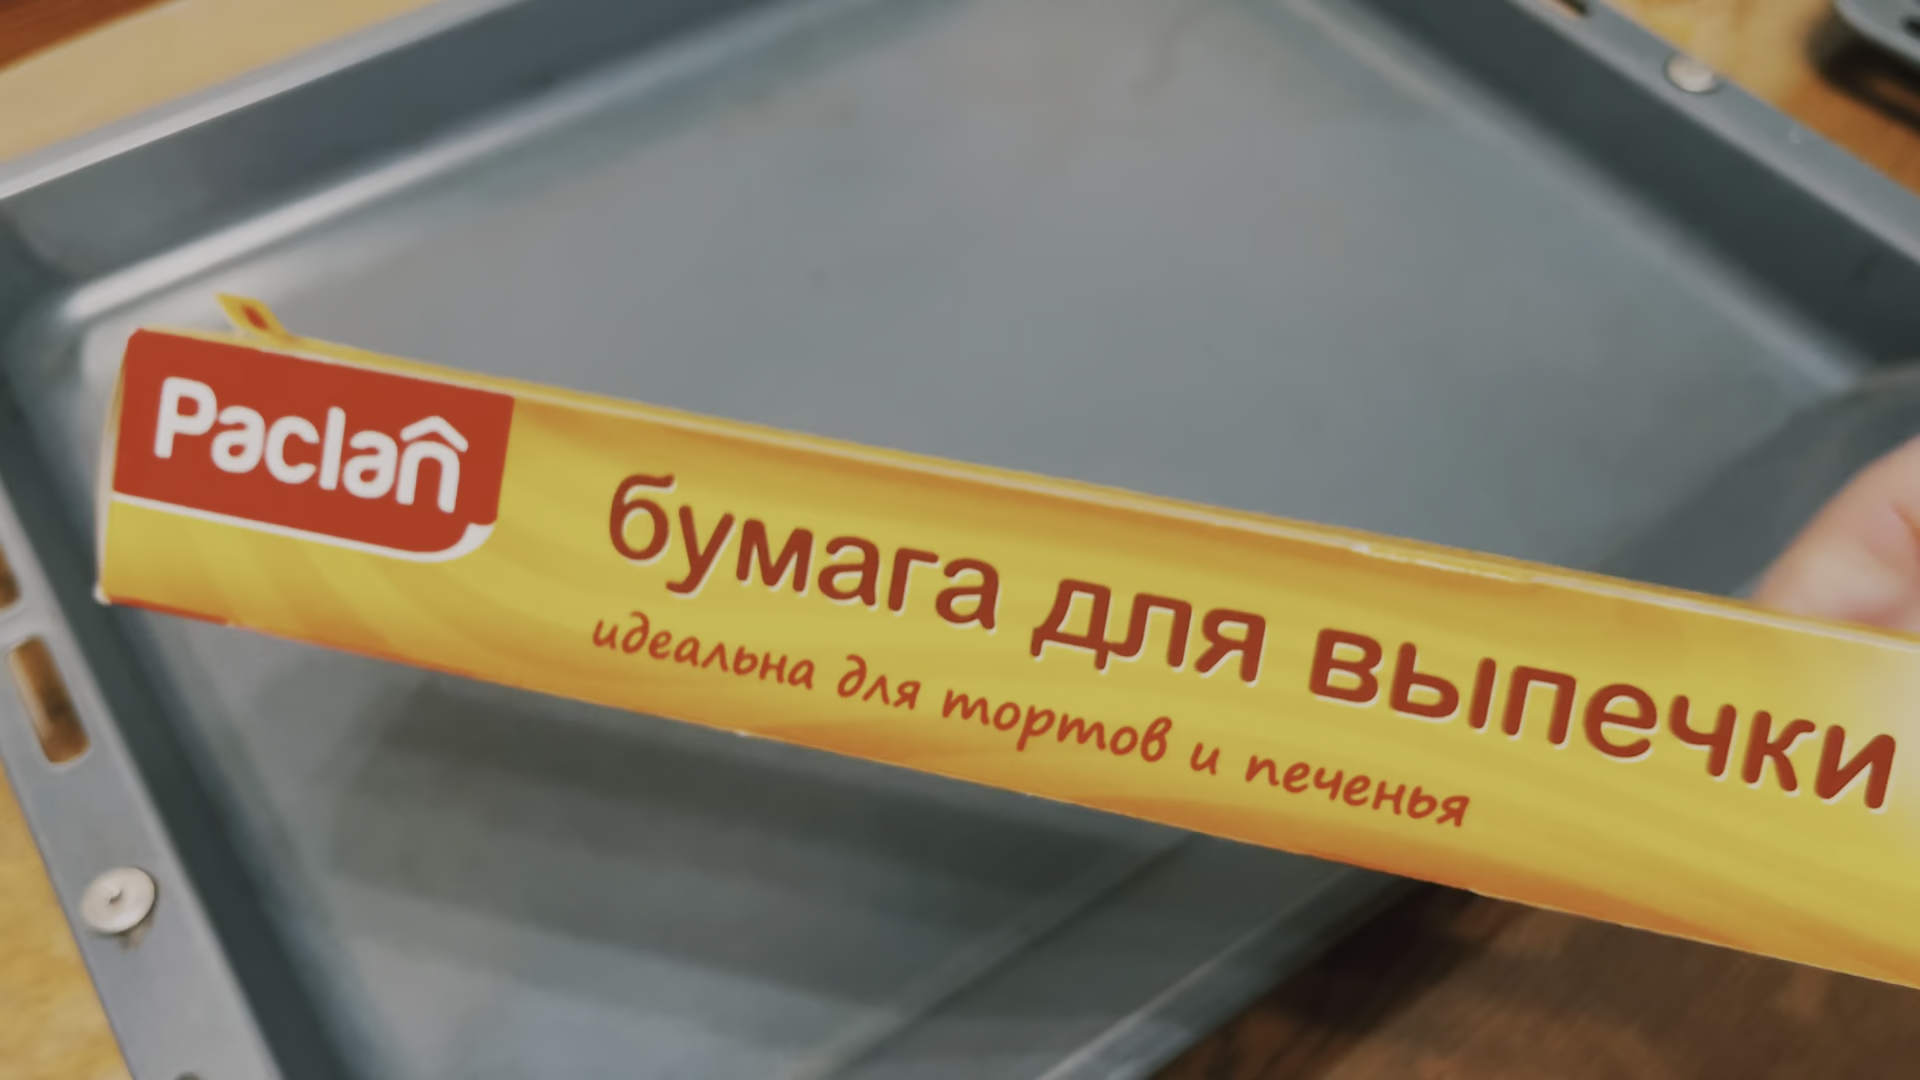 Paclan
бумага для выпечки
идеальна для тортов и печенья